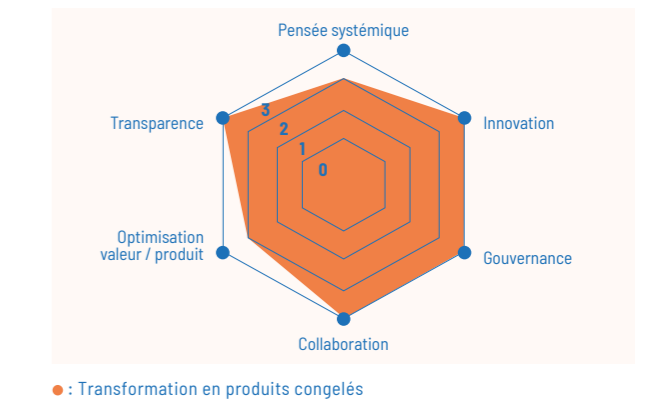 Pensée systémique
3
Transparence
Innovation
2
1
0
Optimisation
valeur / produit
Gouvernance
Collaboration
: Transformation en produits congelés